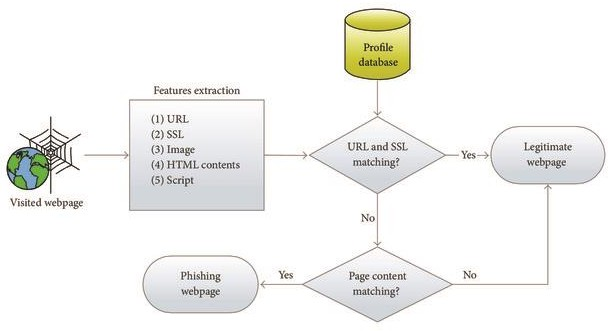 Profile
database
Features extraction
(1) URL
(2) SSL
(3) Image
(4) HTML contents
(5) Script
Visited webpage
URL and SSL
matching?
Yes
Legitimate
webpage
No
Phishing
webpage
Yes
Page content
matching?
No